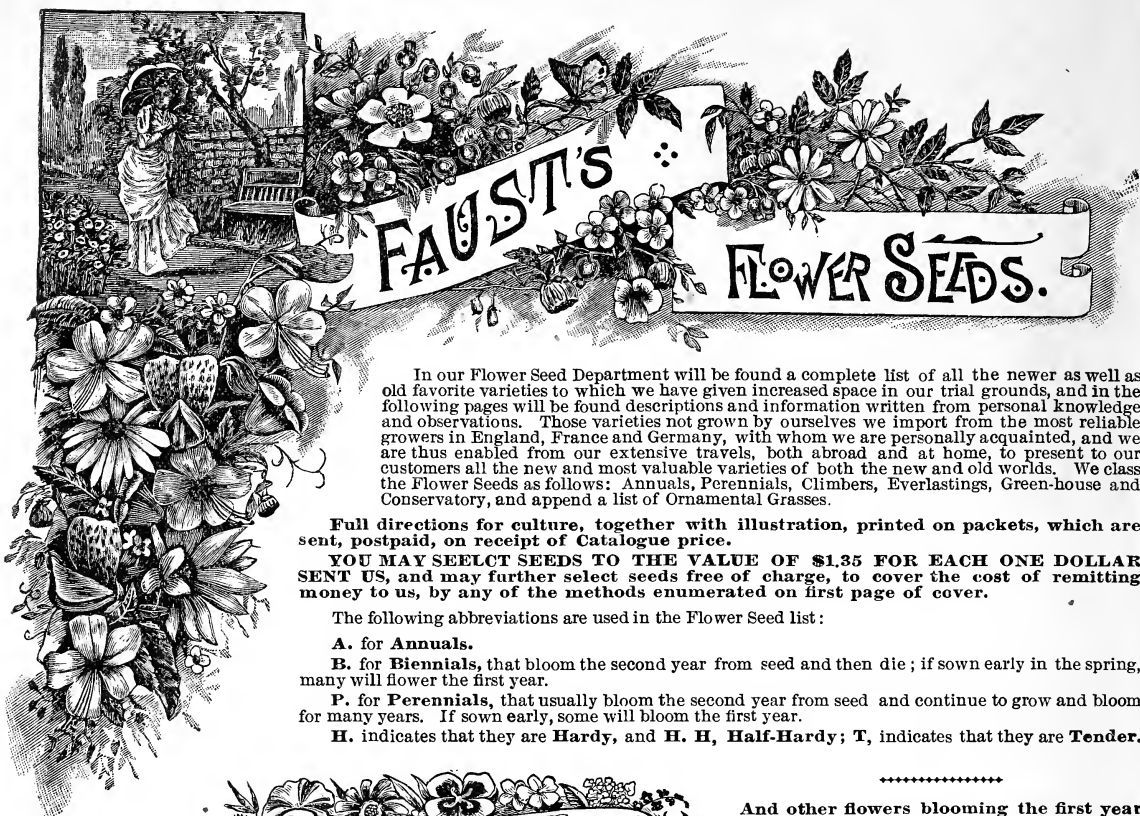 FAUST'S
FLOWER SEEDS.
In our Flower Seed Department will be found a complete list of all the newer as well as
old favorite varieties to which we have given increased space in our trial grounds, and in the
following pages will be found descriptions and information written from personal knowledge
and observations. Those varieties not grown by ourselves we import from the most reliable
growers in England, France and Germany, with whom we are personally acquainted, and we
are thus enabled from our extensive travels, both abroad and at home, to present to our
customers all the new and most valuable varieties of both the new and old worlds. We class
the Flower Seeds as follows: Annuals, Perennials, Climbers, Everlastings, Green-house and
Conservatory, and append a list of Ornamental Grasses.
Full directions for culture, together with illustration, printed on packets, which are
sent, postpaid, on receipt of Catalogue price.
YOU MAY SEELCT SEEDS TO THE VALUE OF $1.35 FOR EACH ONE DOLLAR
SENT US, and may further select seeds free of charge, to cover the cost of remitting
money to us, by any of the methods enumerated on first page of cover.
The following abbreviations are used in the Flower Seed list:
A. for Annuals.
B. for Biennials, that bloom the second year from seed and then die; if sown early in the spring,
many will flower the first year.
P. for Perennials, that usually bloom the second year from seed and continue to grow and bloom
for many years. If sown early, some will bloom the first year.
H. indicates that they are Hardy, and H. H, Half-Hardy; T, indicates that they are Tender.
And other flowers blooming the first year